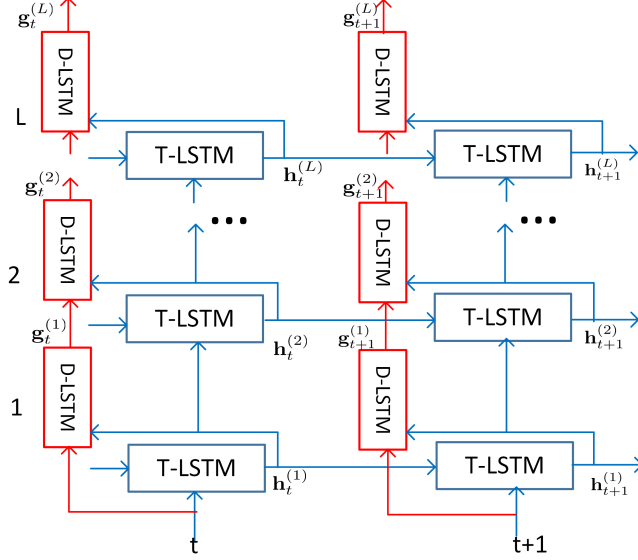 g_t^{(L)} g_{t+1}^{(L)}
D-LSTM D-LSTM
L T-LSTM T-LSTM
h_t^{(L)} h_{t+1}^{(L)}
g_t^{(2)} g_{t+1}^{(2)}
D-LSTM ••• D-LSTM •••
2 T-LSTM T-LSTM
g_t^{(1)} h_t^{(2)} g_{t+1}^{(1)} h_{t+1}^{(2)}
D-LSTM D-LSTM
1 T-LSTM T-LSTM
h_t^{(1)} h_{t+1}^{(1)}
t t+1